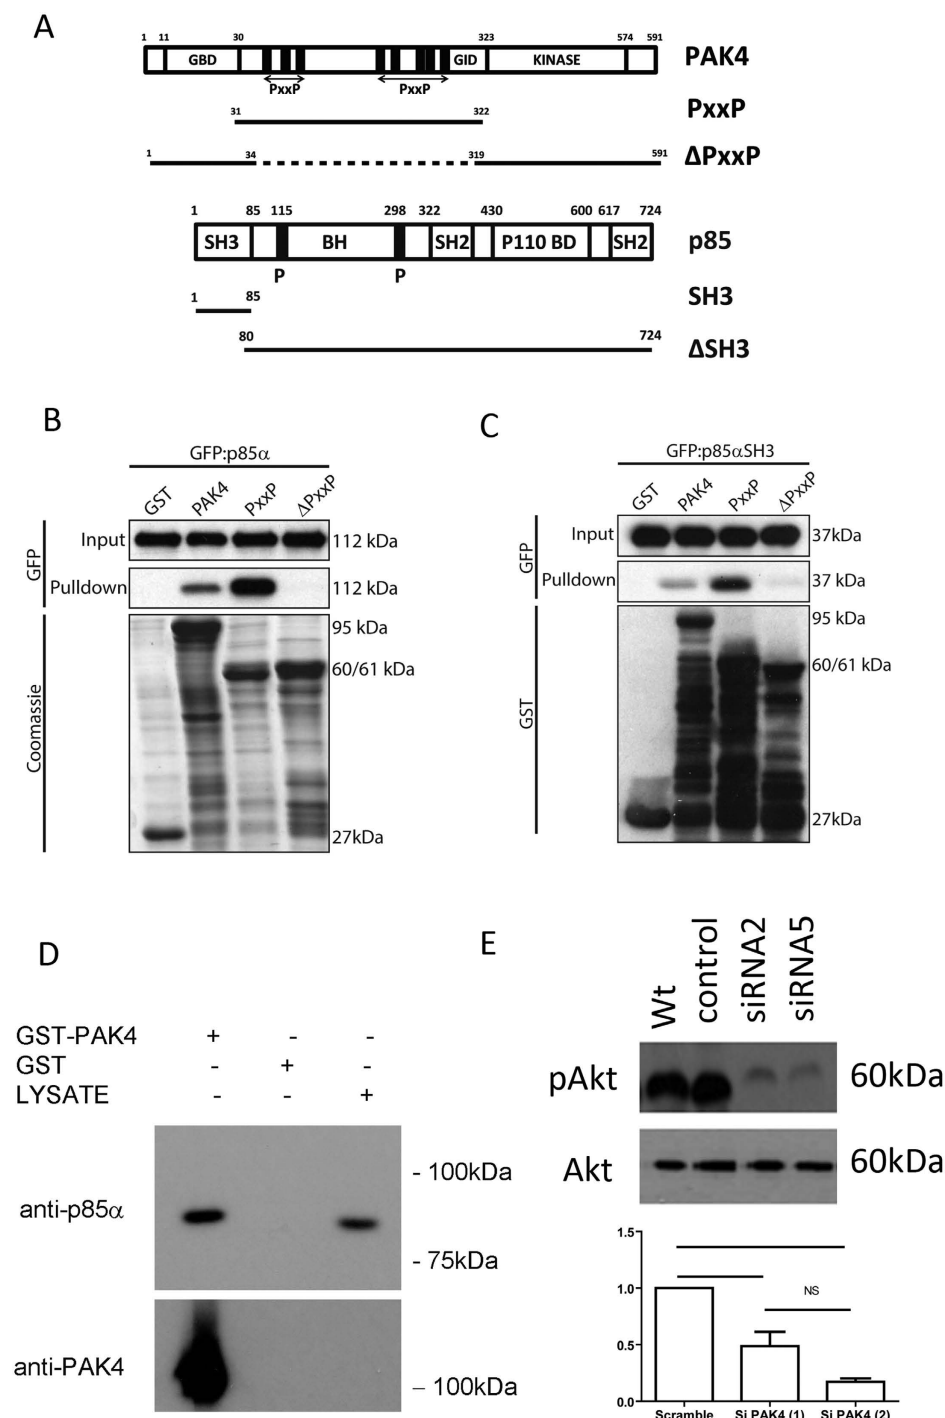 A
1 11 30 323 574 591
GBD GID KINASE PAK4
PxxP PxxP
31 322 PxxP
1 34 319 591 ΔPxxP
1 85 115 298 322 430 600 617 724
SH3 BH SH2 P110 BD SH2 p85
P P
1 85 SH3
80 724 ΔSH3
B
GFP:p85α
GST PAK4 PxxP ΔPxxP
GFP
Input 112 kDa
Pulldown 112 kDa
Coomassie
95 kDa
60/61 kDa
27kDa
C
GFP:p85αSH3
GST PAK4 PxxP ΔPxxP
GFP
Input 37kDa
Pulldown 37 kDa
GST
95 kDa
60/61 kDa
27kDa
D
GST-PAK4 + - -
GST - + -
LYSATE - - +
anti-p85α
- 100kDa
- 75kDa
anti-PAK4
– 100kDa
E
Wt control siRNA2 siRNA5
pAkt 60kDa
Akt 60kDa
1.5
1.0
0.5
0.0
NS
Scramble Si PAK4 (1) Si PAK4 (2)